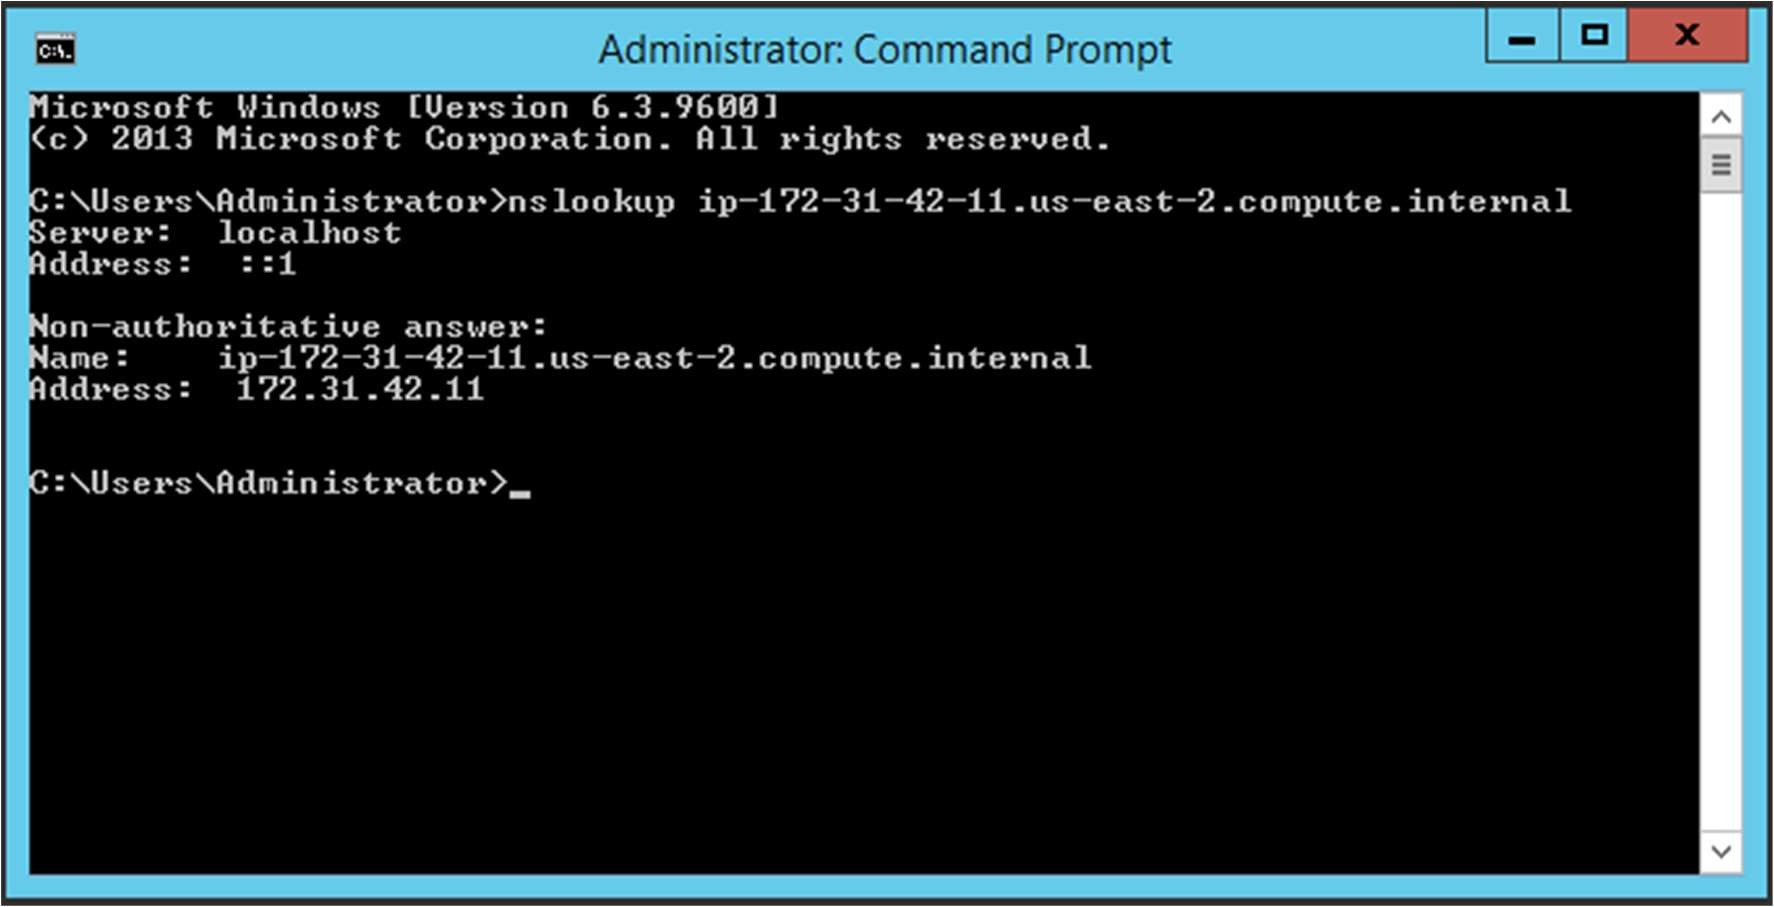 C:\.
Administrator: Command Prompt
Microsoft Windows [Version 6.3.9600]
(c) 2013 Microsoft Corporation. All rights reserved.
C:\Users\Administrator>nslookup ip-172-31-42-11.us-east-2.compute.internal
Server:  localhost
Address:  ::1
Non-authoritative answer:
Name:    ip-172-31-42-11.us-east-2.compute.internal
Address:  172.31.42.11
C:\Users\Administrator>_